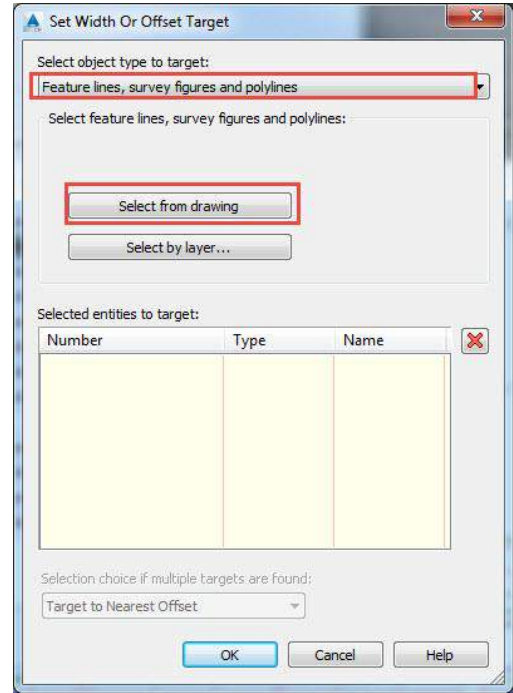 Set Width Or Offset Target
Select object type to target:
Feature lines, survey figures and polylines
Select feature lines, survey figures and polylines:
Select from drawing
Select by layer...
Selected entities to target:
Number Type Name
Selection choice if multiple targets are found:
Target to Nearest Offset
OK Cancel Help